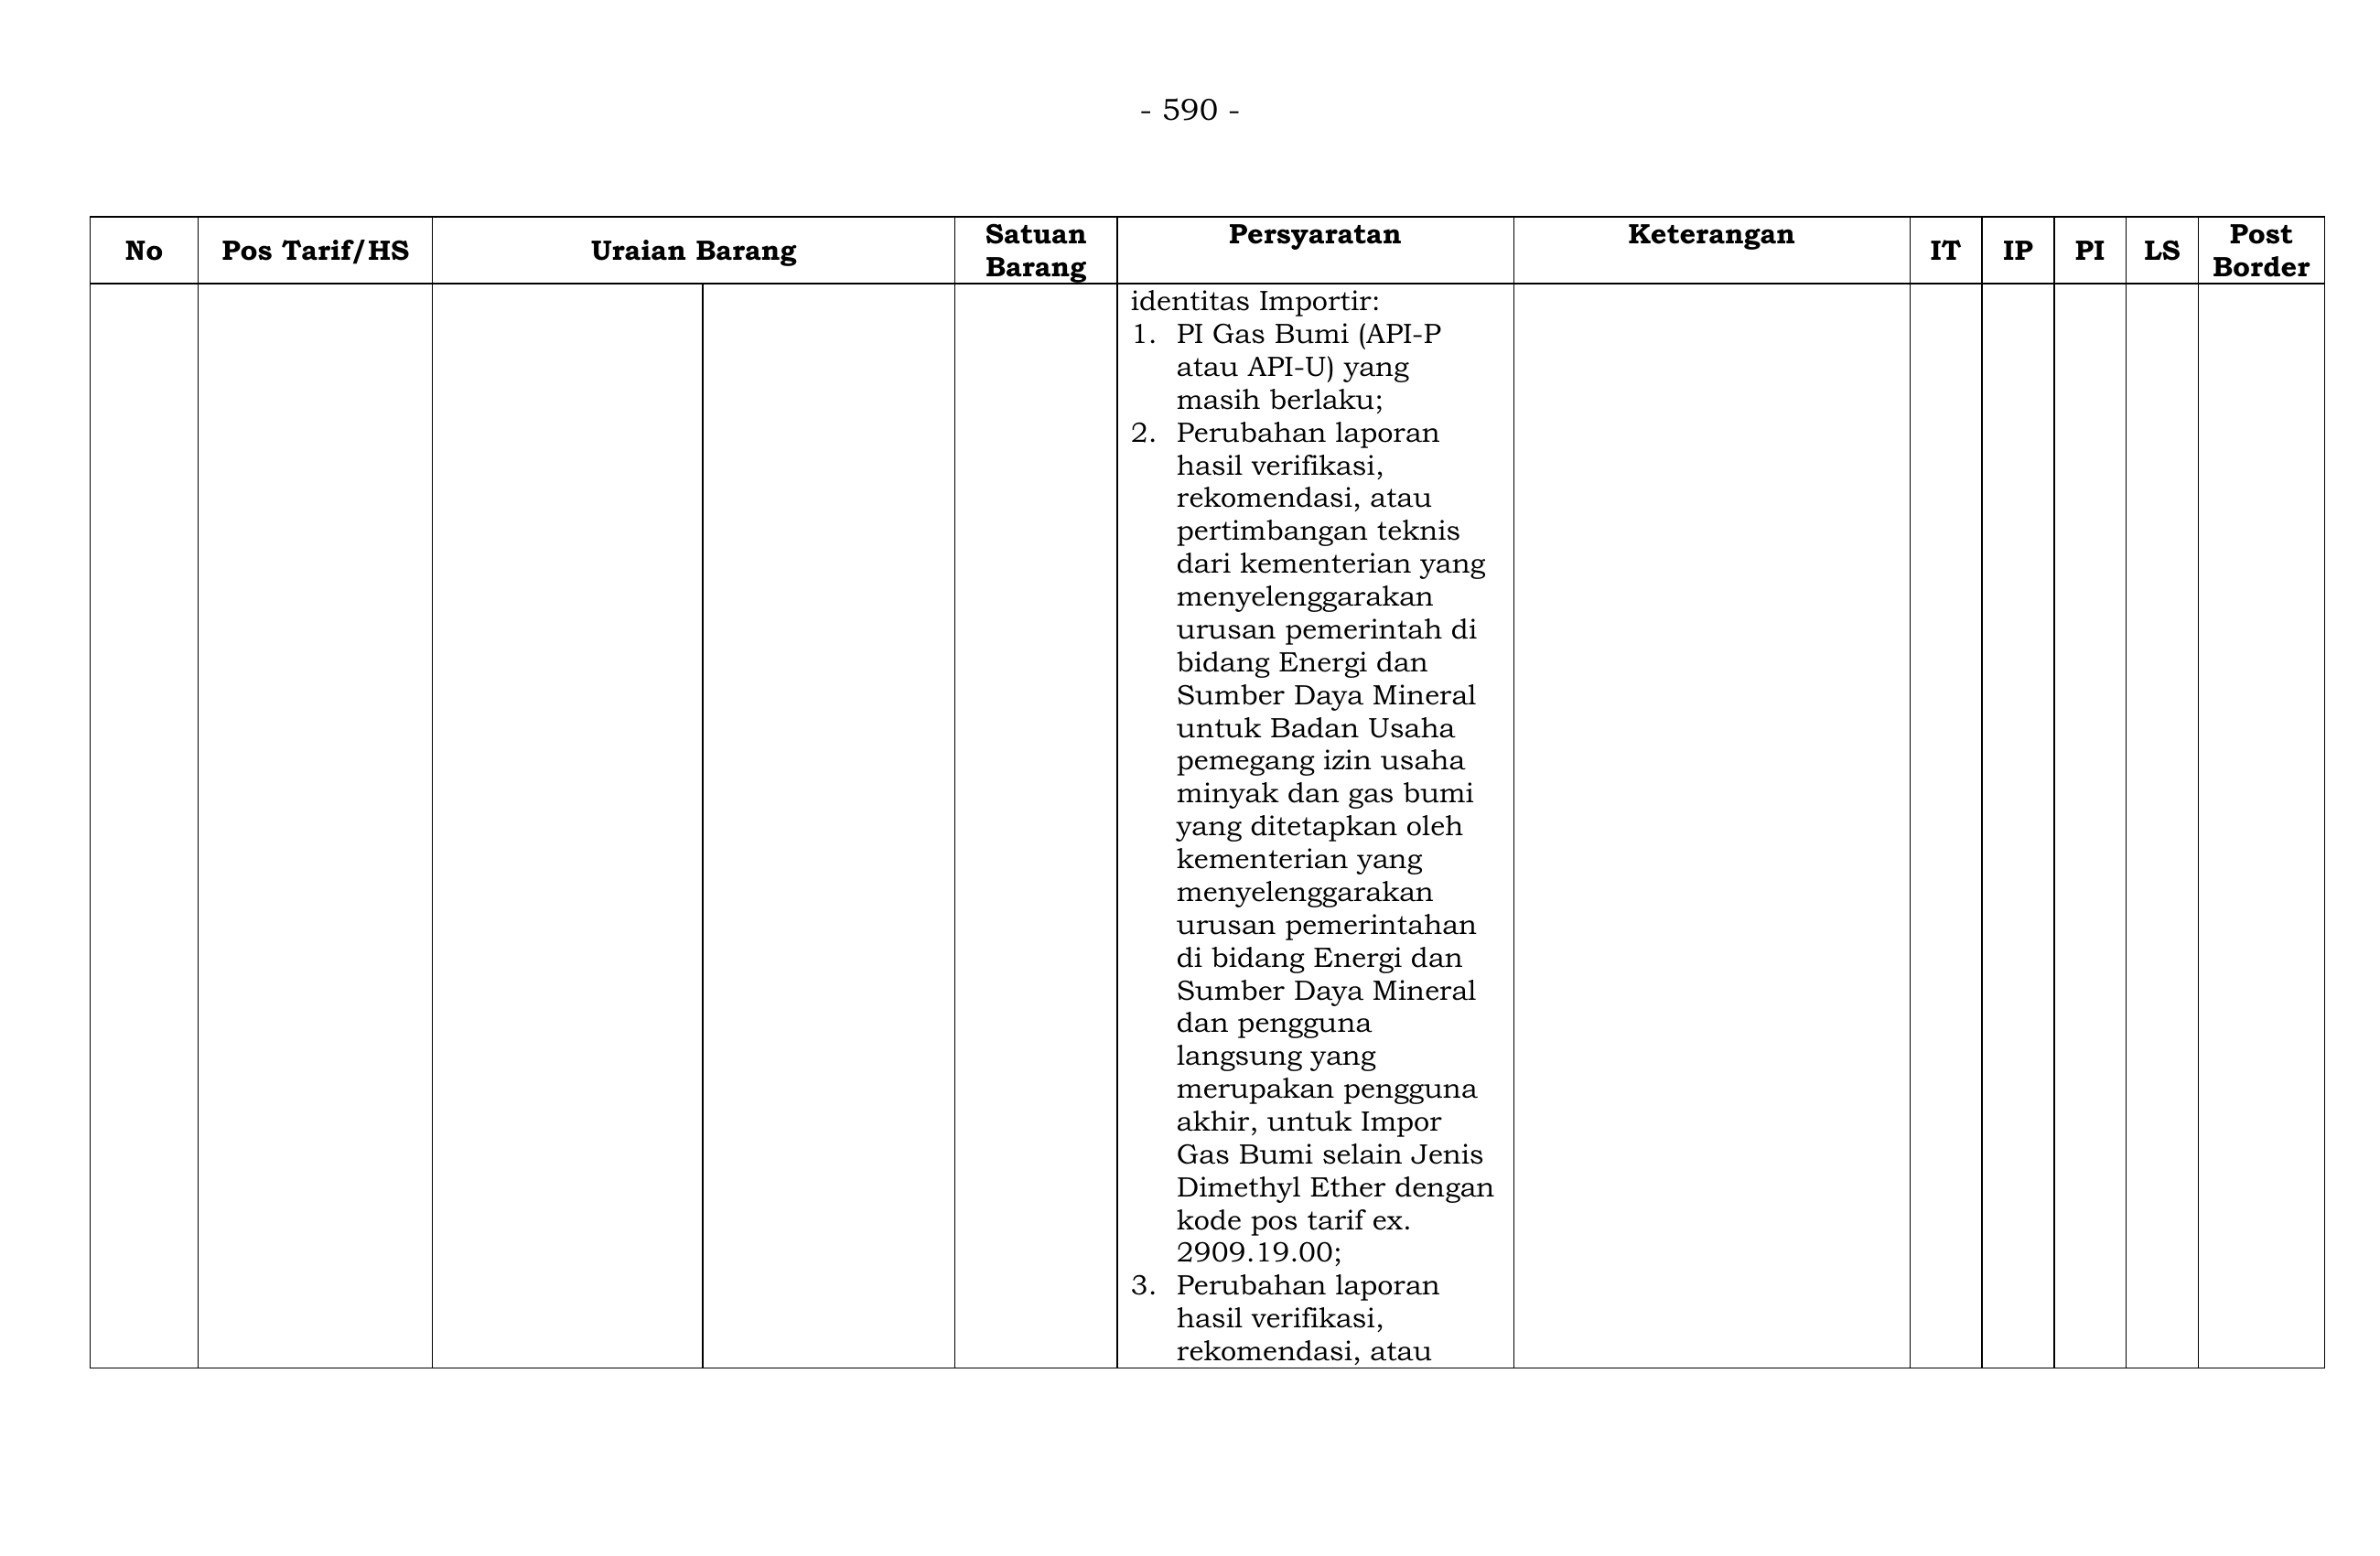 - 590 -
No Pos Tarif/HS Uraian Barang Satuan Barang Persyaratan Keterangan IT IP PI LS Post Border
identitas Importir:
1. PI Gas Bumi (API-P
atau API-U) yang
masih berlaku;
2. Perubahan laporan
hasil verifikasi,
rekomendasi, atau
pertimbangan teknis
dari kementerian yang
menyelenggarakan
urusan pemerintah di
bidang Energi dan
Sumber Daya Mineral
untuk Badan Usaha
pemegang izin usaha
minyak dan gas bumi
yang ditetapkan oleh
kementerian yang
menyelenggarakan
urusan pemerintahan
di bidang Energi dan
Sumber Daya Mineral
dan pengguna
langsung yang
merupakan pengguna
akhir, untuk Impor
Gas Bumi selain Jenis
Dimethyl Ether dengan
kode pos tarif ex.
2909.19.00;
3. Perubahan laporan
hasil verifikasi,
rekomendasi, atau